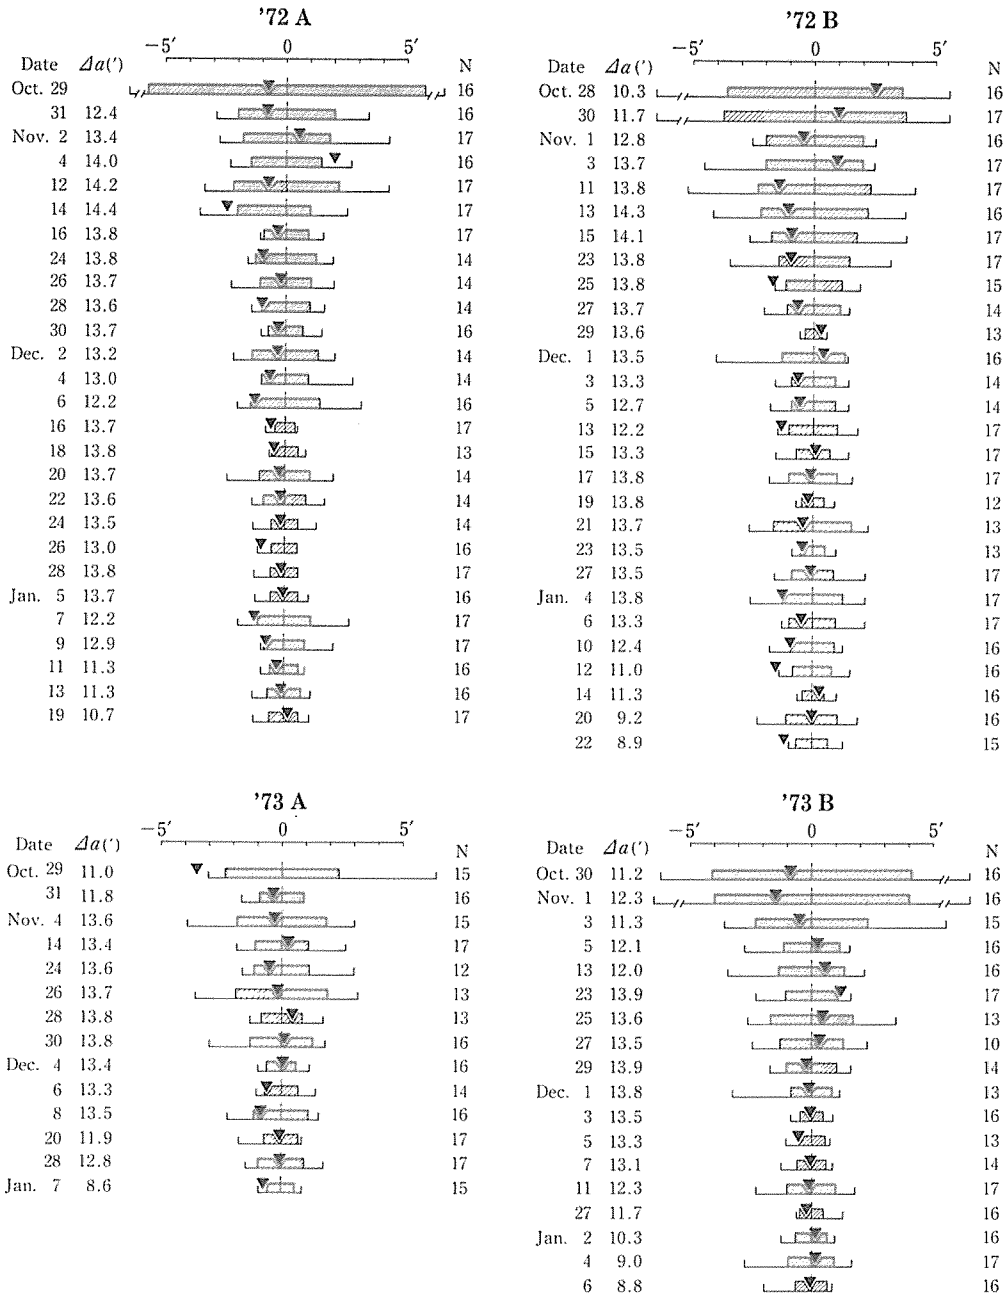 '72 A
−5′ 0 5′
Date Δa(′) N
Oct. 29 16
31 12.4 16
Nov. 2 13.4 17
4 14.0 16
12 14.2 17
14 14.4 17
16 13.8 17
24 13.8 14
26 13.7 14
28 13.6 14
30 13.7 16
Dec. 2 13.2 14
4 13.0 14
6 12.2 16
16 13.7 17
18 13.8 13
20 13.7 14
22 13.6 14
24 13.5 14
26 13.0 16
28 13.8 17
Jan. 5 13.7 16
7 12.2 17
9 12.9 17
11 11.3 16
13 11.3 16
19 10.7 17
'72 B
−5′ 0 5′
Date Δa(′) N
Oct. 28 10.3 16
30 11.7 17
Nov. 1 12.8 16
3 13.7 17
11 13.8 17
13 14.3 16
15 14.1 17
23 13.8 17
25 13.8 15
27 13.7 14
29 13.6 13
Dec. 1 13.5 16
3 13.3 14
5 12.7 14
13 12.2 17
15 13.3 17
17 13.8 17
19 13.8 12
21 13.7 13
23 13.5 13
27 13.5 17
Jan. 4 13.8 17
6 13.3 17
10 12.4 16
12 11.0 16
14 11.3 16
20 9.2 16
22 8.9 15
'73 A
−5′ 0 5′
Date Δa(′) N
Oct. 29 11.0 15
31 11.8 16
Nov. 4 13.6 15
14 13.4 17
24 13.6 12
26 13.7 13
28 13.8 13
30 13.8 16
Dec. 4 13.4 16
6 13.3 14
8 13.5 16
20 11.9 17
28 12.8 17
Jan. 7 8.6 15
'73 B
−5′ 0 5′
Date Δa(′) N
Oct. 30 11.2 16
Nov. 1 12.3 16
3 11.3 15
5 12.1 16
13 12.0 16
23 13.9 17
25 13.6 13
27 13.5 10
29 13.9 14
Dec. 1 13.8 13
3 13.5 16
5 13.3 13
7 13.1 14
11 12.3 17
27 11.7 16
Jan. 2 10.3 16
4 9.0 17
6 8.8 16